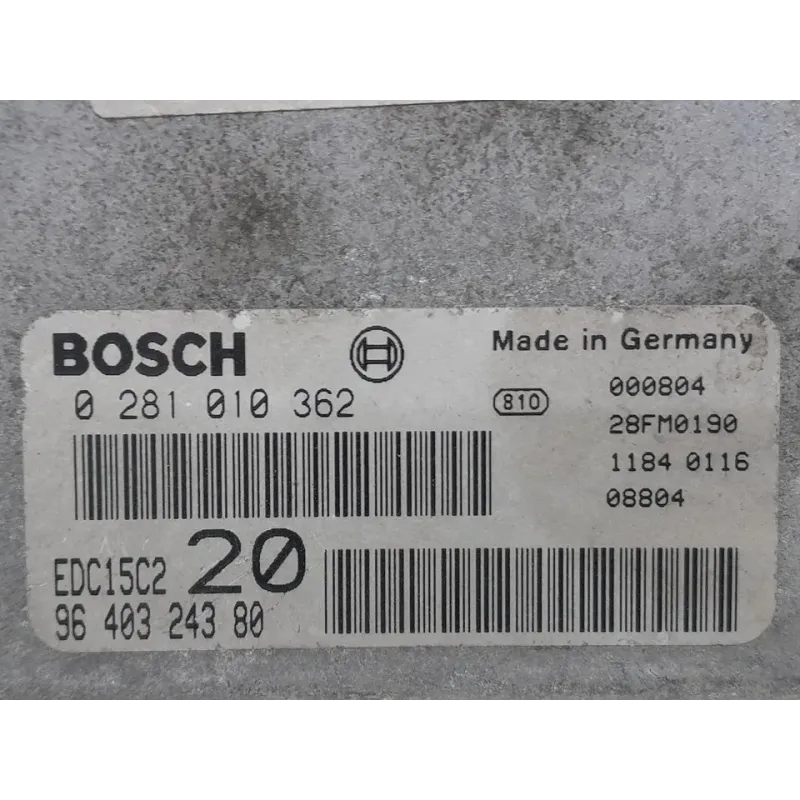 BOSCH
Made in Germany
0 281 010 362
810
000804
28FM0190
1184 0116
08804
EDC15C2 20
96 403 243 80